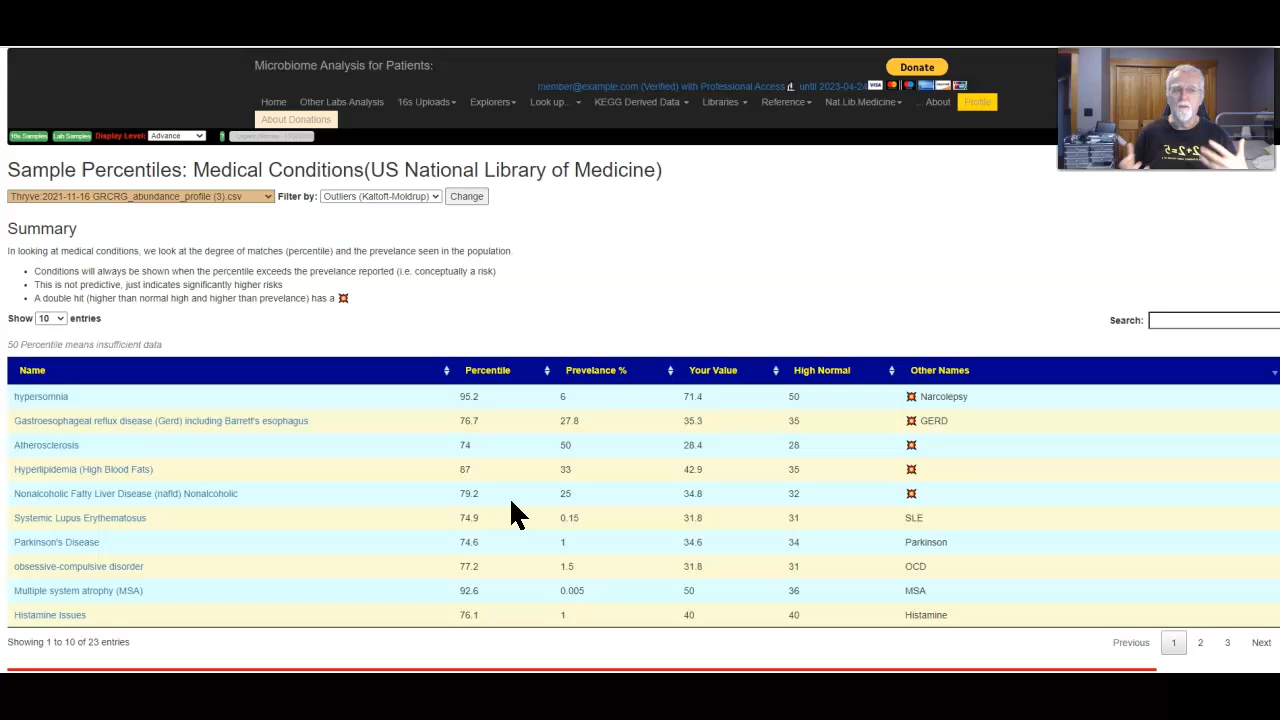 Microbiome Analysis for Patients:
Donate
member@example.com (Verified) with Professional Access until 2023-04-24
Home Other Labs Analysis 16s Uploads Explorers Look up... KEGG Derived Data Libraries Reference Nat.Lib.Medicine ... About Profile
About Donations
16s Samples Lab Samples Display Level: Advance ?
Sample Percentiles: Medical Conditions(US National Library of Medicine)
Thryve:2021-11-16 GRCRG_abundance_profile (3).csv Filter by: Outliers (Kaltoft-Moldrup) Change
Summary
In looking at medical conditions, we look at the degree of matches (percentile) and the prevelance seen in the population.
Conditions will always be shown when the percentile exceeds the prevelance reported (i.e. conceptually a risk)
This is not predictive, just indicates significantly higher risks
A double hit (higher than normal high and higher than prevelance) has a
Show 10 entries
Search:
50 Percentile means insufficient data
Name Percentile Prevelance % Your Value High Normal Other Names
hypersomnia 95.2 6 71.4 50 Narcolepsy
Gastroesophageal reflux disease (Gerd) including Barrett's esophagus 76.7 27.8 35.3 35 GERD
Atherosclerosis 74 50 28.4 28
Hyperlipidemia (High Blood Fats) 87 33 42.9 35
Nonalcoholic Fatty Liver Disease (nafld) Nonalcoholic 79.2 25 34.8 32
Systemic Lupus Erythematosus 74.9 0.15 31.8 31 SLE
Parkinson's Disease 74.6 1 34.6 34 Parkinson
obsessive-compulsive disorder 77.2 1.5 31.8 31 OCD
Multiple system atrophy (MSA) 92.6 0.005 50 36 MSA
Histamine Issues 76.1 1 40 40 Histamine
Showing 1 to 10 of 23 entries
Previous 1 2 3 Next